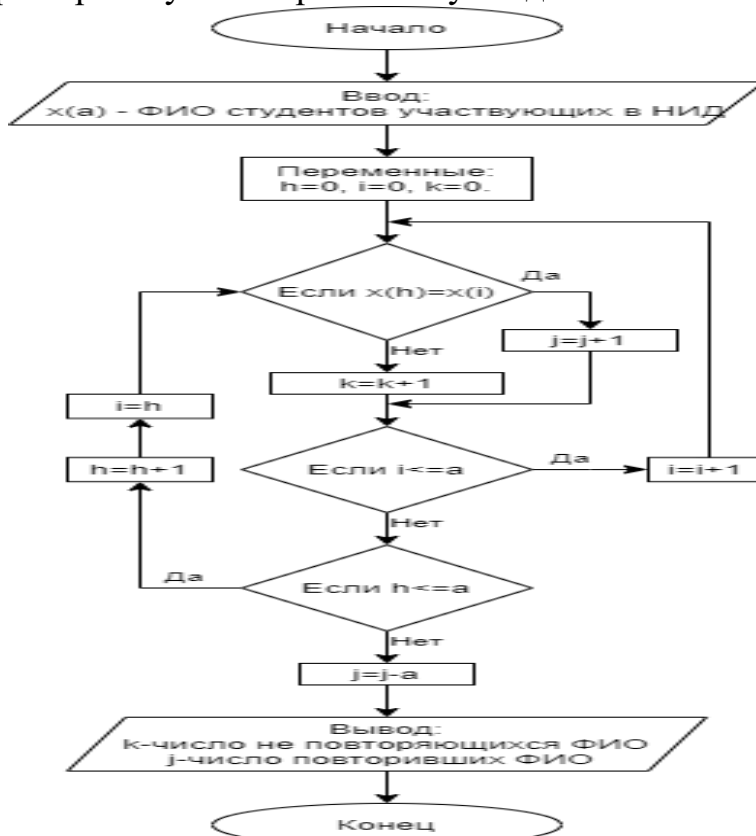 Начало
Ввод:
x(a) - ФИО студентов участвующих в НИД
Переменные:
h=0, i=0, k=0.
Если x(h)=x(i)
Да
j=j+1
Нет
k=k+1
i=h
Если i<=a
Да
i=i+1
h=h+1
Нет
Если h<=a
Да
Нет
j=j-a
Вывод:
k-число не повторяющихся ФИО
j-число повторивших ФИО
Конец